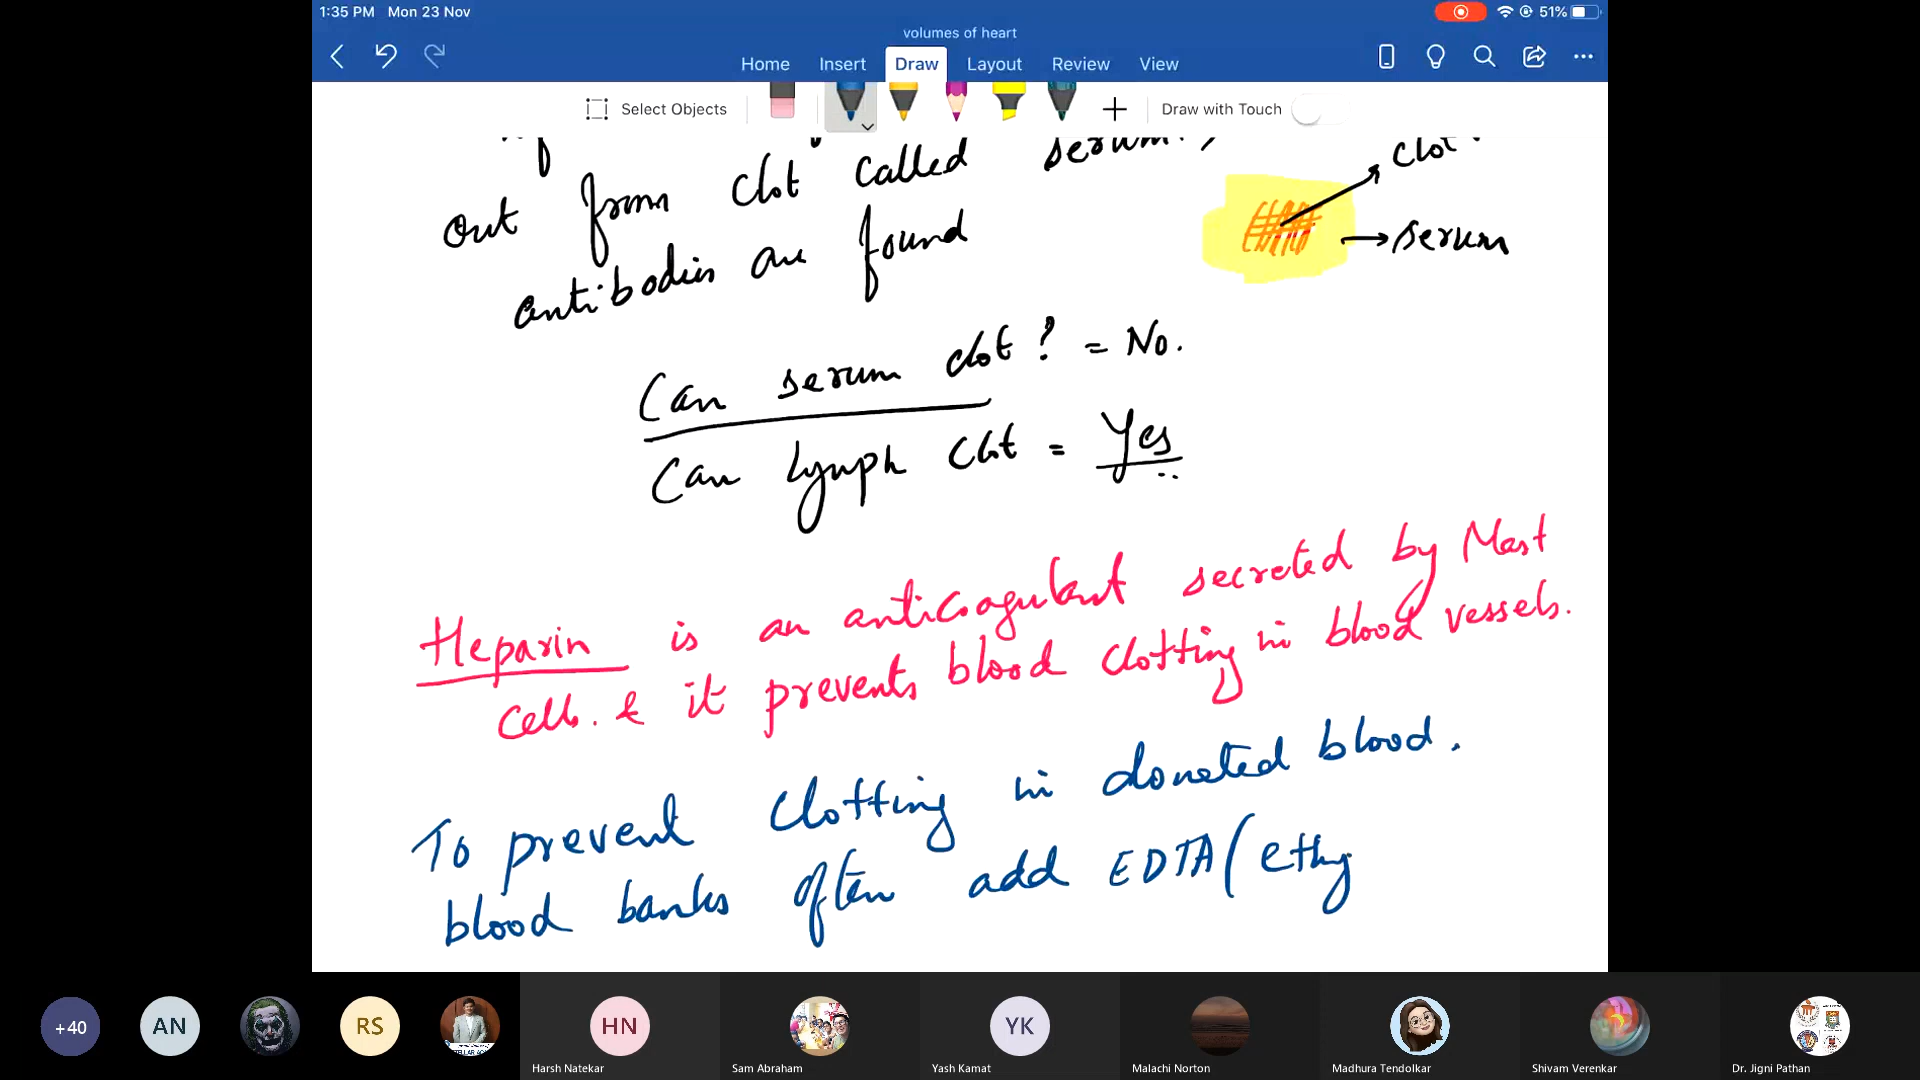 1:35 PM Mon 23 Nov
51%
volumes of heart
Home Insert Draw Layout Review View
Select Objects
Draw with Touch
serum.
clot.
out from clot called
serum
antibodies are found
Can serum clot? = No.
Can lymph clot = Yes
Heparin is an anticoagulant secreted by Mast
cells. & it prevents blood clotting in blood vessels.
To prevent clotting in donated blood.
blood banks often add EDTA (ethy
+40
AN
RS
HN
YK
Harsh Natekar
Sam Abraham
Yash Kamat
Malachi Norton
Madhura Tendolkar
Shivam Verenkar
Dr. Jigni Pathan